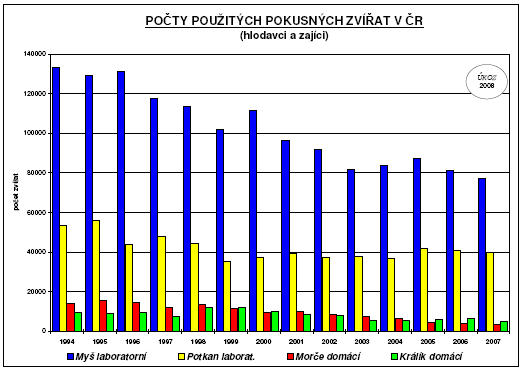 POČTY POUŽITÝCH POKUSNÝCH ZVÍŘAT V ČR
(hlodavci a zajíci)
140000
ÚKOZ
2008
120000
100000
80000
počet zvířat
60000
40000
20000
0
1994 1995 1996 1997 1998 1999 2000 2001 2002 2003 2004 2005 2006 2007
Myš laboratorní Potkan laborat. Morče domácí Králík domácí